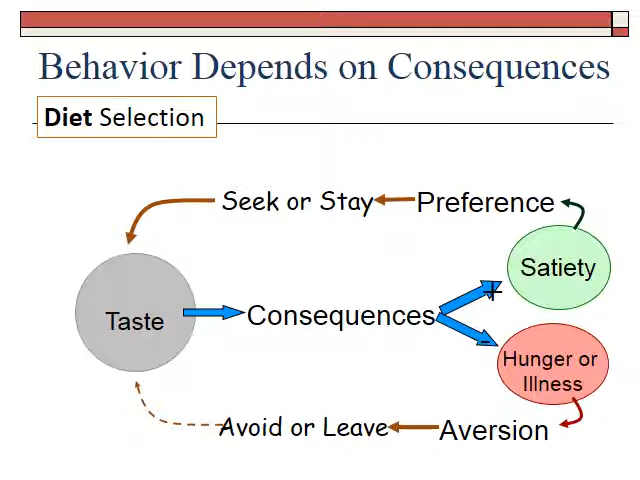 Behavior Depends on Consequences
Diet Selection
Seek or Stay
Preference
Satiety
+
Taste
Consequences
-
Hunger or
Illness
Avoid or Leave
Aversion